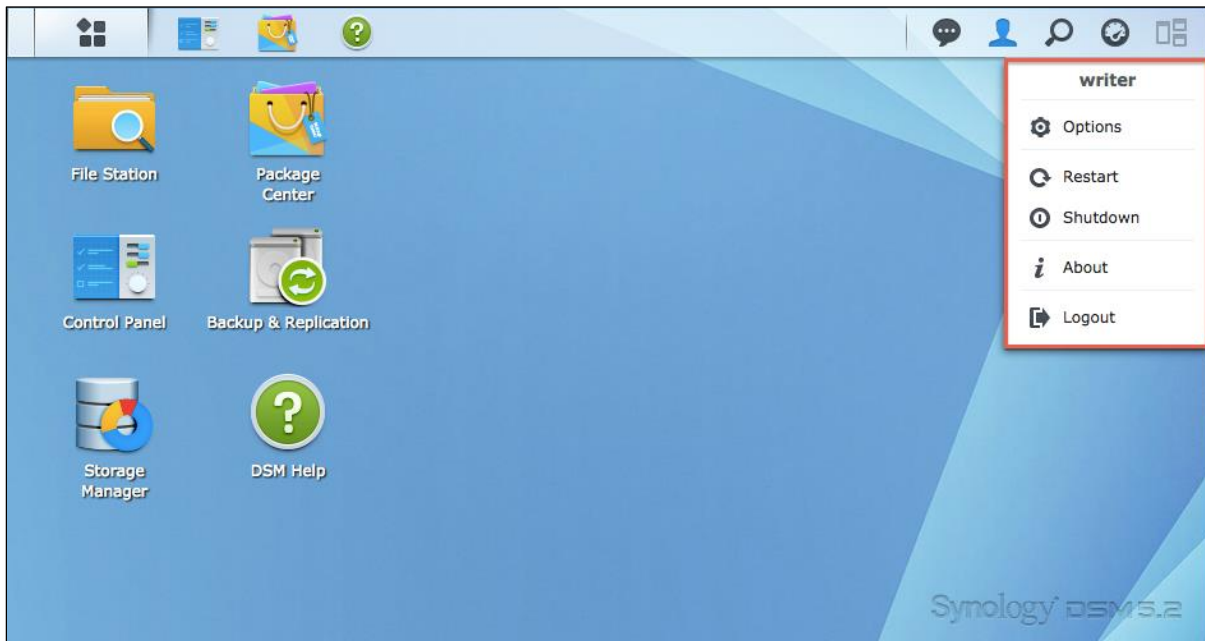 writer
Options
Restart
Shutdown
About
Logout
File Station
Package
Center
Control Panel
Backup & Replication
Storage
Manager
DSM Help
Synology DSM 5.2